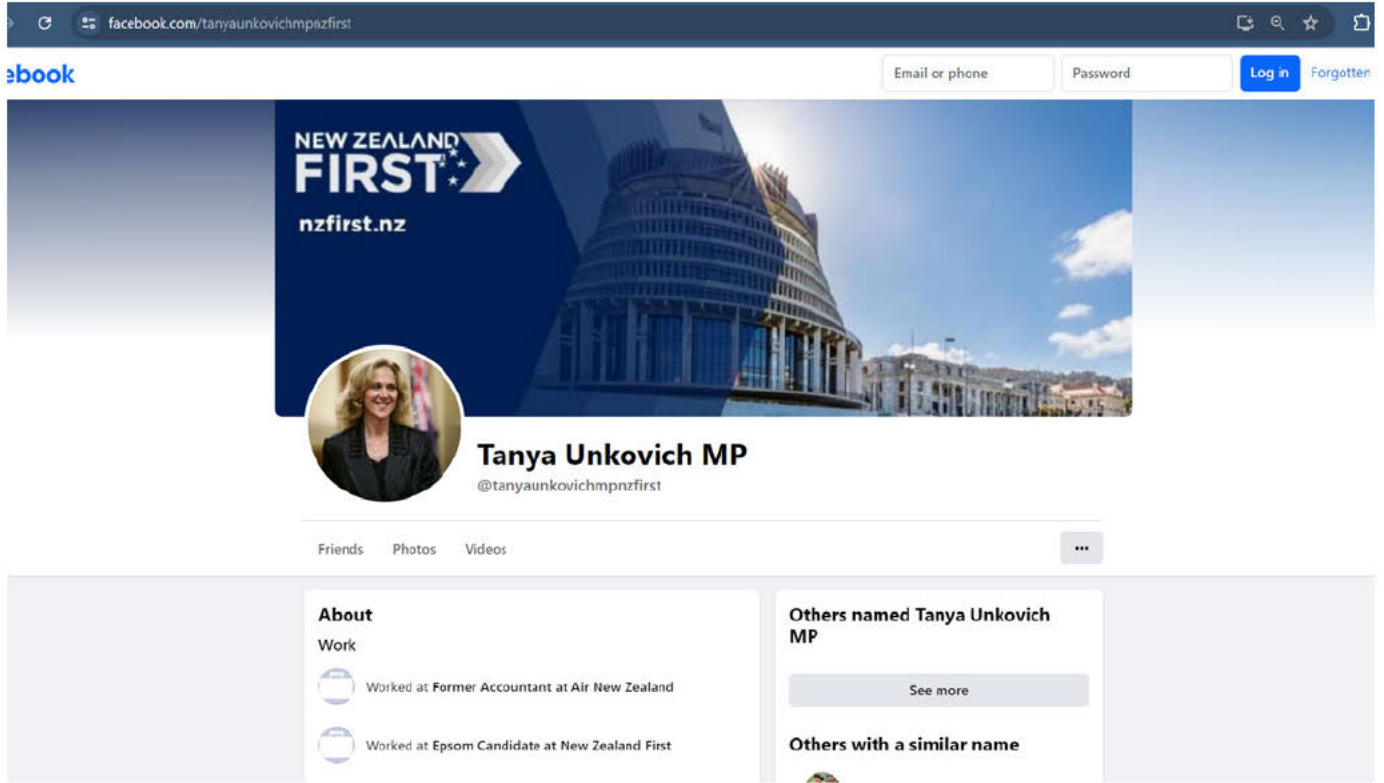 facebook.com/tanyaunkovichmpnzfirst
ebook
Email or phone
Password
Log in
Forgotten
NEW ZEALAND
FIRST
nzfirst.nz
Tanya Unkovich MP
@tanyaunkovichmpnzfirst
Friends
Photos
Videos
About
Work
Worked at Former Accountant at Air New Zealand
Worked at Epsom Candidate at New Zealand First
Others named Tanya Unkovich
MP
See more
Others with a similar name